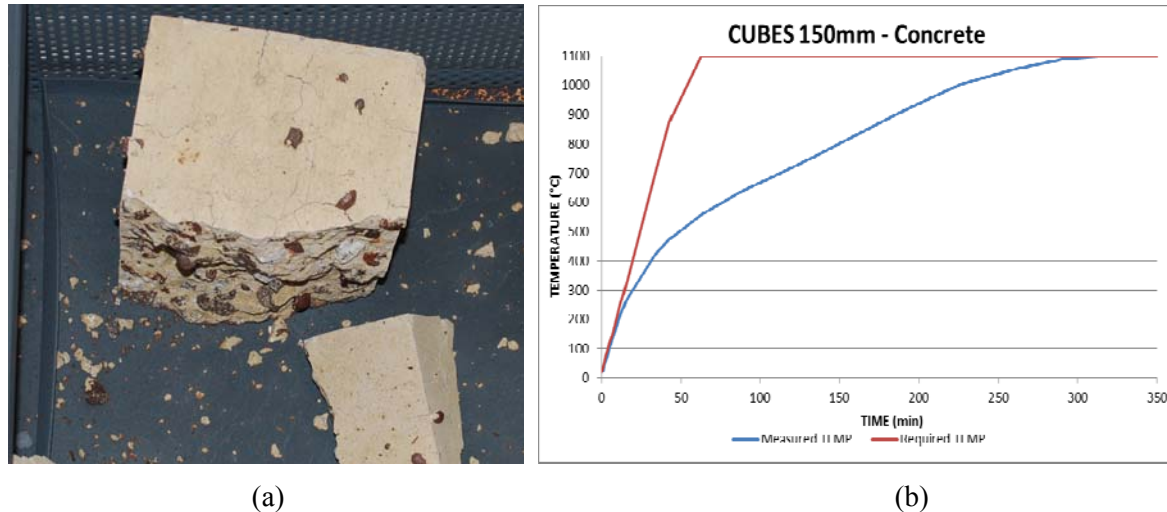 CUBES 150mm - Concrete
1100
1000
900
800
700
600
500
400
300
200
100
0
TEMPERATURE (°C)
0 50 100 150 200 250 300 350
TIME (min)
Measured TEMP Required TEMP
(a) (b)